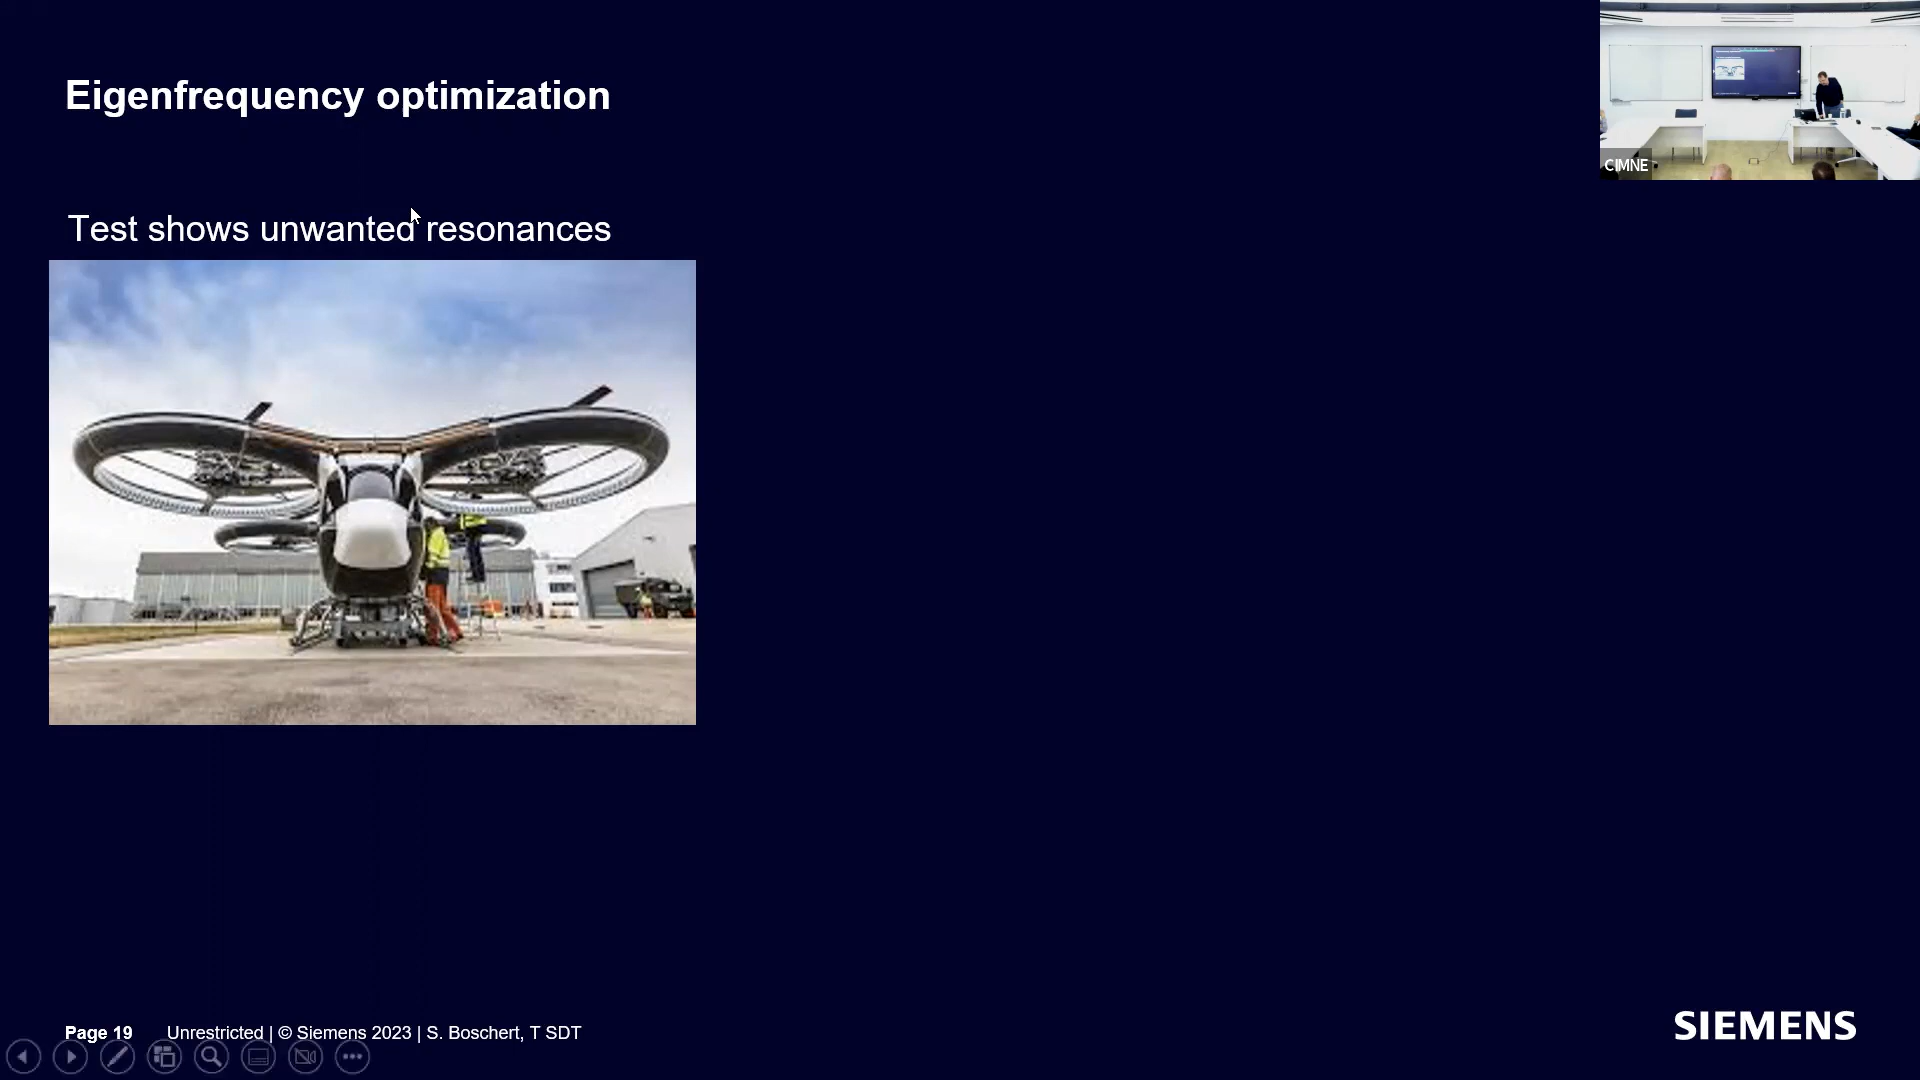 Eigenfrequency optimization
CIMNE
Test shows unwanted resonances
Page 19 Unrestricted | © Siemens 2023 | S. Boschert, T SDT
SIEMENS